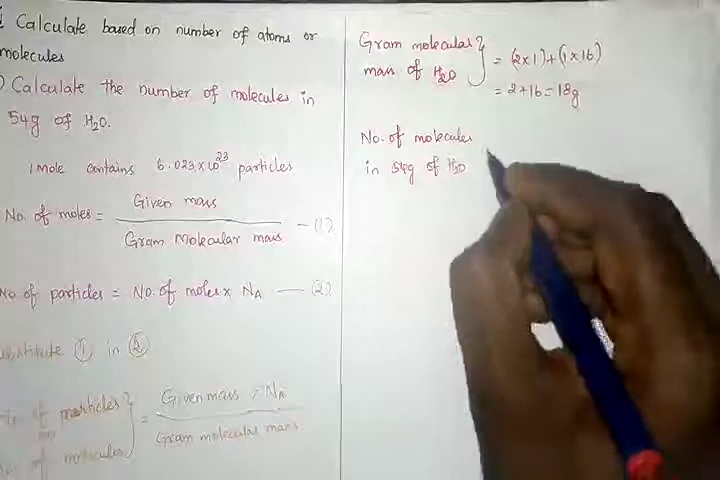 Calculate based on number of atoms or
molecules
) Calculate the number of molecules in
54g of H2O.
1 Mole contains 6.023 x 10^23 particles
No. of moles = Given mass
Gram Molecular mass — (1)
No of particles = No. of moles x NA — (2)
ubstitute (1) in (2)
of particles } = Given mass x NA
of molecules Gram molecular mass
Gram molecular } = (2x1)+(1x16)
mass of H2O = 2+16=18g
No. of molecules
in 54g of H2O